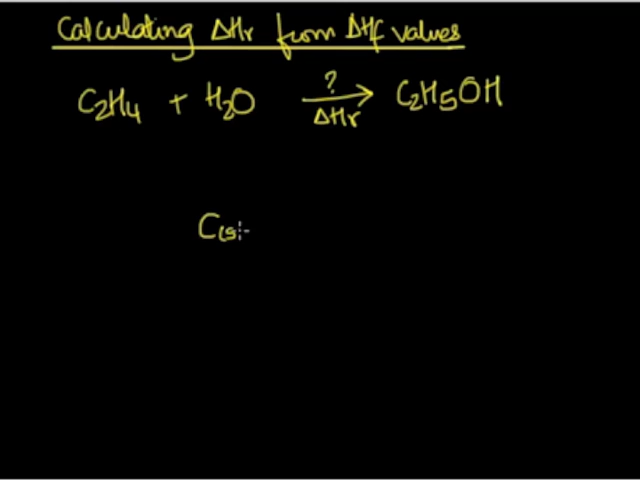 Calculating ΔHr from ΔHf values
C2H4 + H2O ? ΔHr → C2H5OH
C(s)